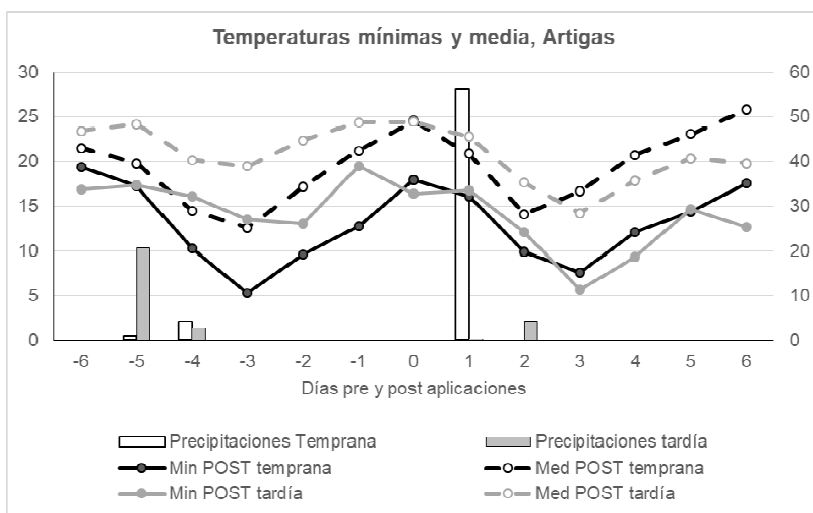 Temperaturas mínimas y media, Artigas
30 60
25 50
20 40
15 30
10 20
5 10
0 0
-6 -5 -4 -3 -2 -1 0 1 2 3 4 5 6
Días pre y post aplicaciones
Precipitaciones Temprana Precipitaciones tardía
Min POST temprana Med POST temprana
Min POST tardía Med POST tardía